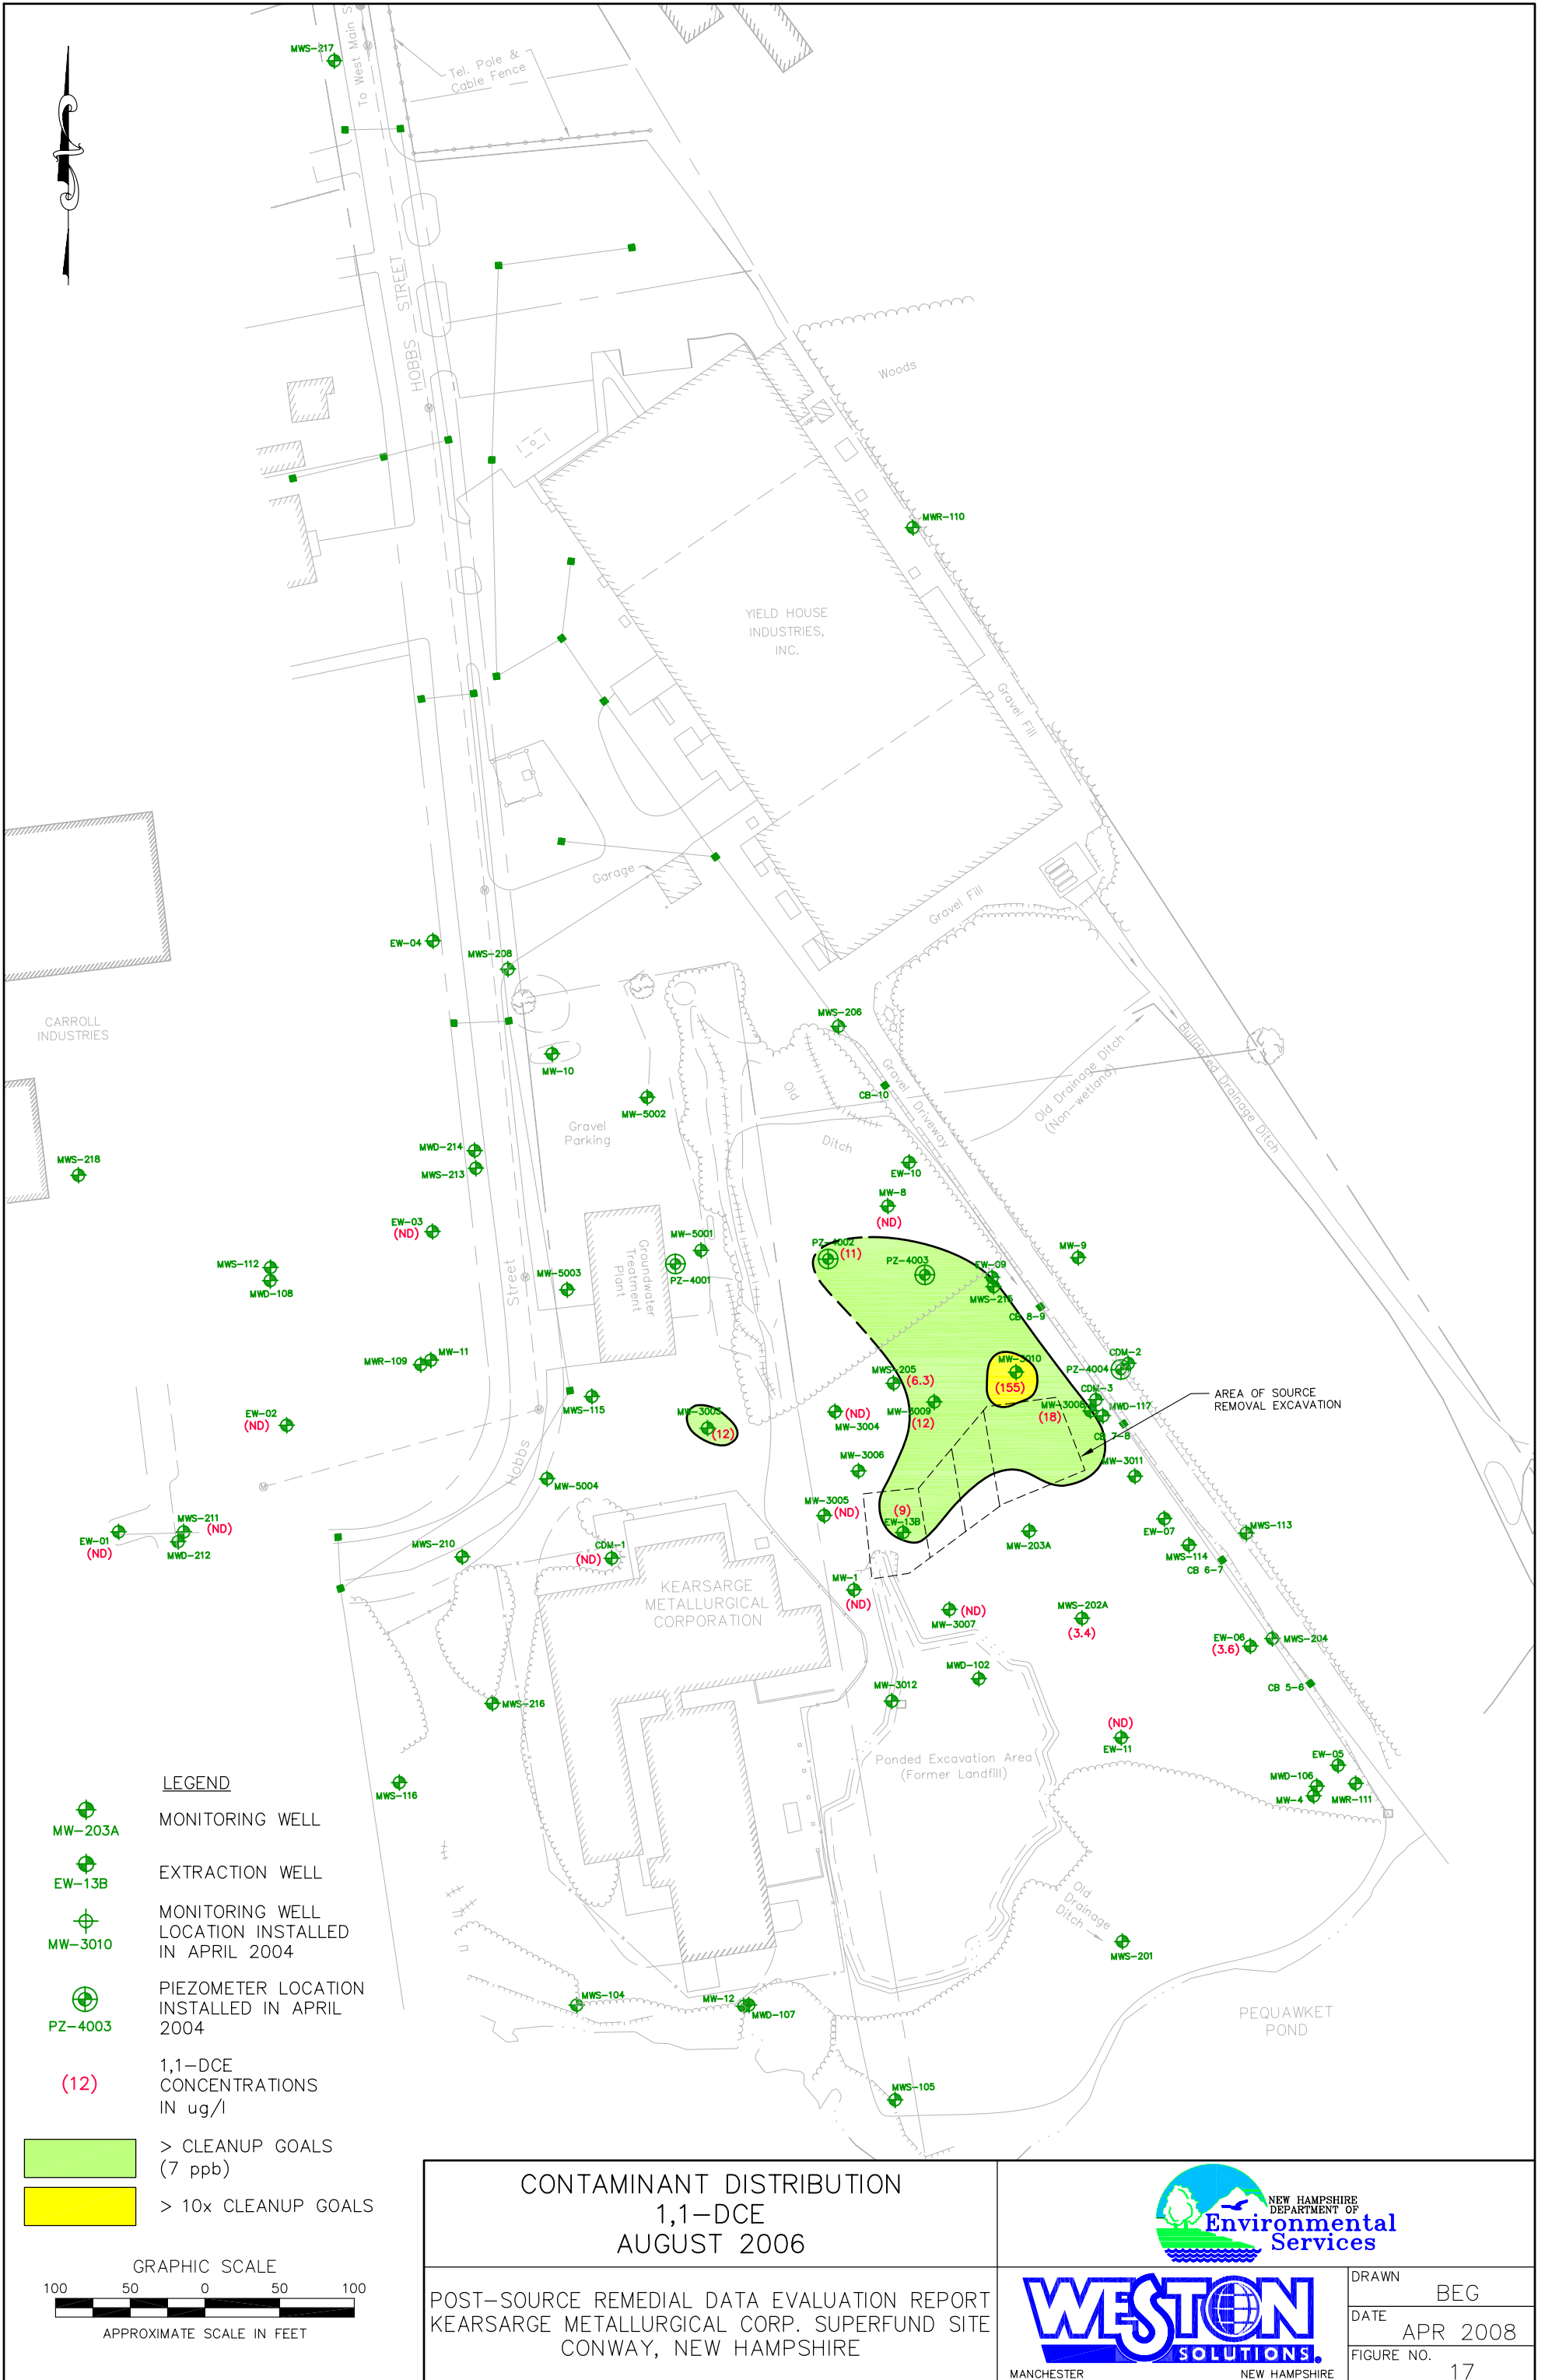 MWS-217
To West Main S
Tel. Pole &
Cable Fence
HOBBS STREET
Woods
MWR-110
YIELD HOUSE
INDUSTRIES,
INC.
Gravel Fill
Garage
Gravel Fill
EW-04
MWS-208
CARROLL
INDUSTRIES
MWS-206
MW-10
Old
CB-10
Gravel Driveway
Old Drainage Ditch
(Non-wetland)
Bulldozed Drainage Ditch
MW-5002
Gravel
Parking
Ditch
MWD-214
MWS-213
MWS-218
EW-10
MW-8
(ND)
EW-03
(ND)
MW-5001
PZ-4002
(11)
PZ-4003
MW-9
EW-09
MWS-215
MWS-112
MWD-108
MW-5003
Groundwater
Treatment
Plant
PZ-4001
Street
CB 8-9
MWR-109
MW-11
MW-3010
(155)
CDM-2
PZ-4004
MWS-205
(6.3)
CDM-3
AREA OF SOURCE
REMOVAL EXCAVATION
MWS-115
EW-02
(ND)
MW-3003
(12)
(ND)
MW-3004
MW-3009
(12)
MW-3008
(18)
MWD-117
CB 7-8
Hobbs
MW-5004
MW-3006
MW-3011
MW-3005
(ND)
(9)
EW-13B
EW-07
MWS-211
(ND)
EW-01
(ND)
MWD-212
MW-203A
MWS-113
MWS-114
CB 6-7
MWS-210
CDM-1
(ND)
KEARSARGE
METALLURGICAL
CORPORATION
MW-1
(ND)
(ND)
MW-3007
MWS-202A
(3.4)
EW-06
(3.6)
MWS-204
MWD-102
CB 5-6
MWS-216
MW-3012
(ND)
EW-11
Ponded Excavation Area
(Former Landfill)
EW-05
MWD-106
MW-4
MWR-111
MWS-116
Old
Drainage
Ditch
MWS-201
MWS-104
MW-12
MWD-107
PEQUAWKET
POND
MWS-105
LEGEND
MW-203A
MONITORING WELL
EW-13B
EXTRACTION WELL
MW-3010
MONITORING WELL
LOCATION INSTALLED
IN APRIL 2004
PZ-4003
PIEZOMETER LOCATION
INSTALLED IN APRIL
2004
(12)
1,1-DCE
CONCENTRATIONS
IN ug/l
> CLEANUP GOALS
(7 ppb)
> 10x CLEANUP GOALS
GRAPHIC SCALE
100 50 0 50 100
APPROXIMATE SCALE IN FEET
CONTAMINANT DISTRIBUTION
1,1-DCE
AUGUST 2006
POST-SOURCE REMEDIAL DATA EVALUATION REPORT
KEARSARGE METALLURGICAL CORP. SUPERFUND SITE
CONWAY, NEW HAMPSHIRE
NEW HAMPSHIRE
DEPARTMENT OF
Environmental
Services
WESTON
SOLUTIONS®
MANCHESTER NEW HAMPSHIRE
DRAWN
BEG
DATE
APR 2008
FIGURE NO.
17